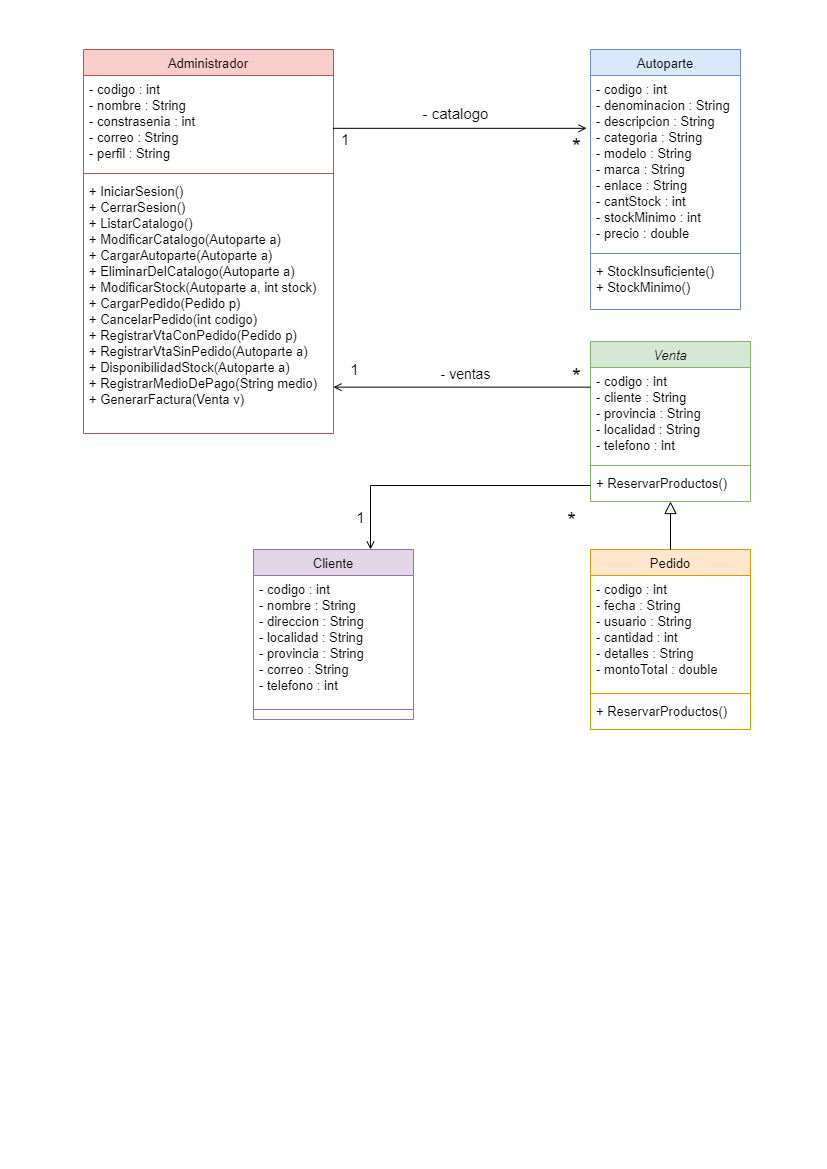 Administrador
- codigo : int
- nombre : String
- constrasenia : int
- correo : String
- perfil : String
+ IniciarSesion()
+ CerrarSesion()
+ ListarCatalogo()
+ ModificarCatalogo(Autoparte a)
+ CargarAutoparte(Autoparte a)
+ EliminarDelCatalogo(Autoparte a)
+ ModificarStock(Autoparte a, int stock)
+ CargarPedido(Pedido p)
+ CancelarPedido(int codigo)
+ RegistrarVtaConPedido(Pedido p)
+ RegistrarVtaSinPedido(Autoparte a)
+ DisponibilidadStock(Autoparte a)
+ RegistrarMedioDePago(String medio)
+ GenerarFactura(Venta v)
- catalogo
1
*
Autoparte
- codigo : int
- denominacion : String
- descripcion : String
- categoria : String
- modelo : String
- marca : String
- enlace : String
- cantStock : int
- stockMinimo : int
- precio : double
+ StockInsuficiente()
+ StockMinimo()
1
- ventas
*
Venta
- codigo : int
- cliente : String
- provincia : String
- localidad : String
- telefono : int
+ ReservarProductos()
1
*
Cliente
- codigo : int
- nombre : String
- direccion : String
- localidad : String
- provincia : String
- correo : String
- telefono : int
Pedido
- codigo : int
- fecha : String
- usuario : String
- cantidad : int
- detalles : String
- montoTotal : double
+ ReservarProductos()